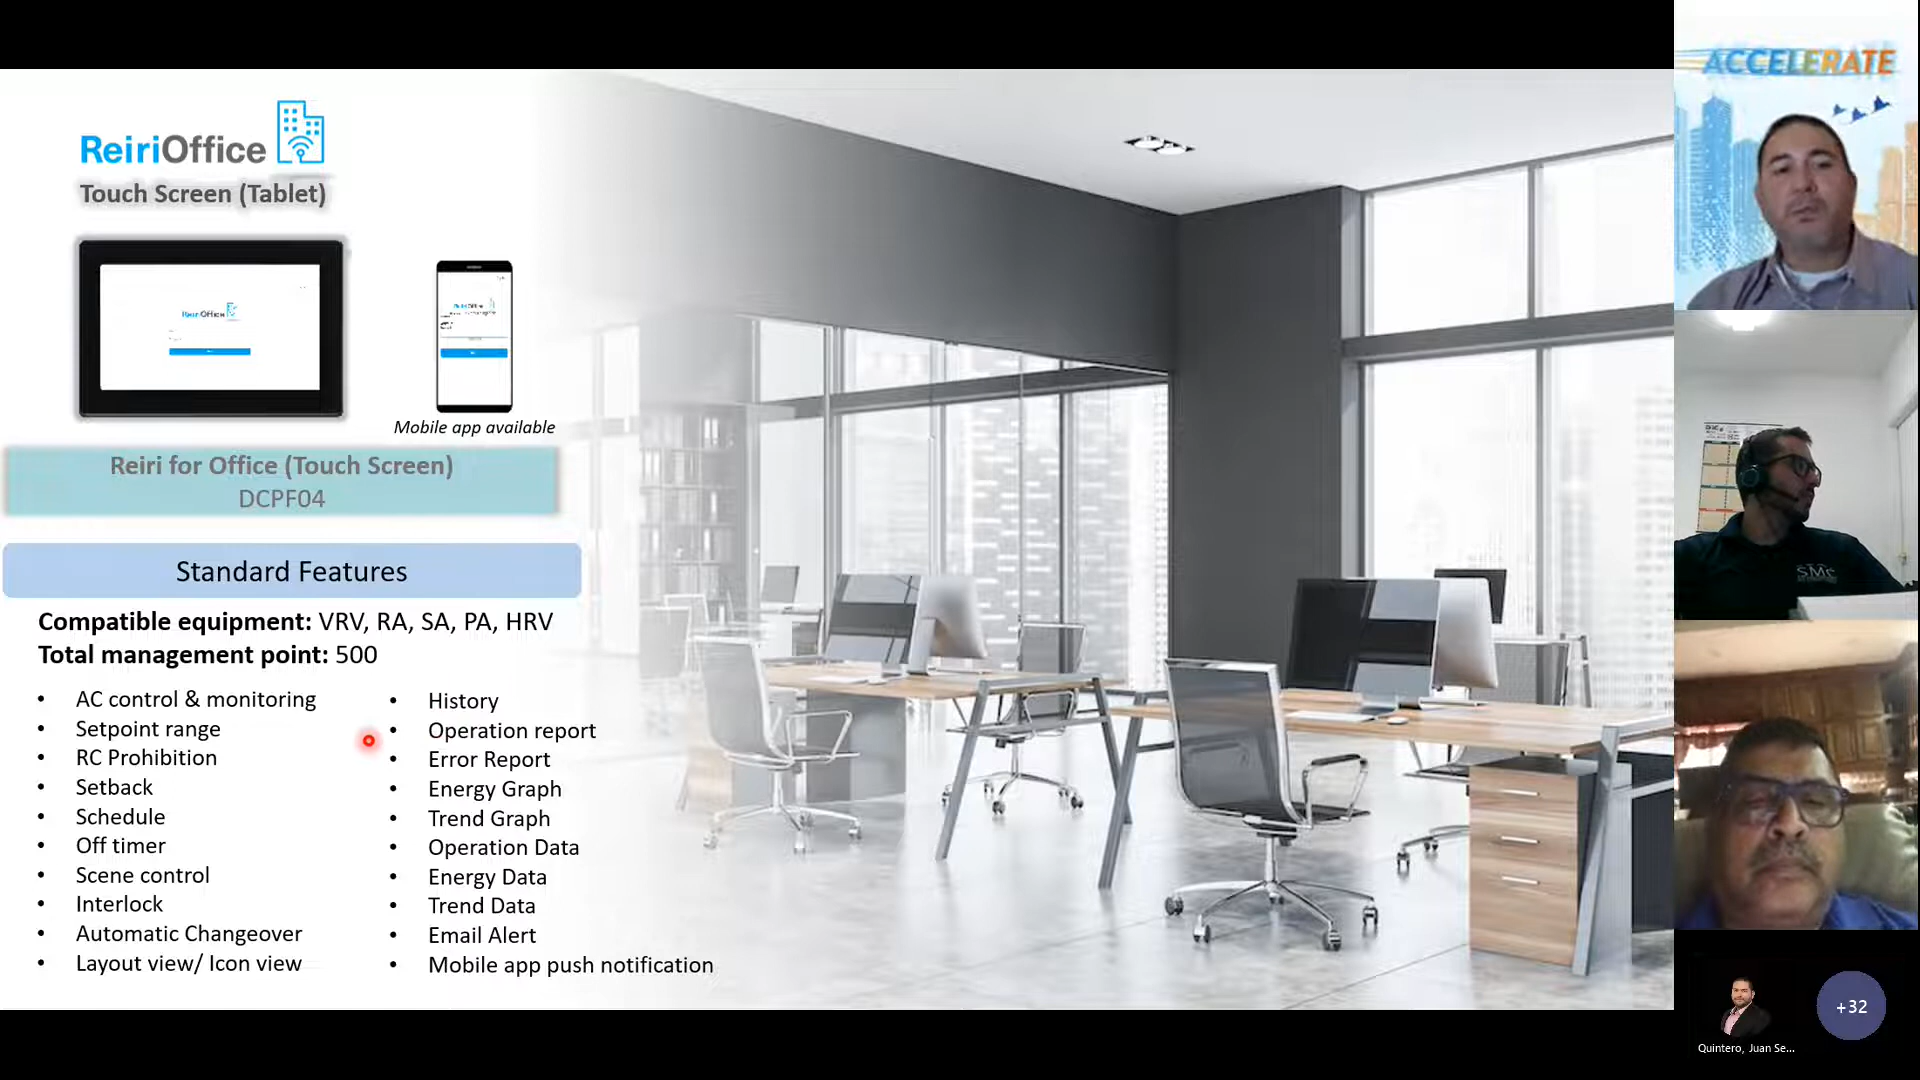 ReiriOffice
Touch Screen (Tablet)
ReiriOffice
ReiriOffice
Mobile app available
Reiri for Office (Touch Screen)
DCPF04
Standard Features
Compatible equipment: VRV, RA, SA, PA, HRV
Total management point: 500
• AC control & monitoring
• Setpoint range
• RC Prohibition
• Setback
• Schedule
• Off timer
• Scene control
• Interlock
• Automatic Changeover
• Layout view/ Icon view
• History
• Operation report
• Error Report
• Energy Graph
• Trend Graph
• Operation Data
• Energy Data
• Trend Data
• Email Alert
• Mobile app push notification
ACCELERATE
SMC
Quintero, Juan Se...
+32